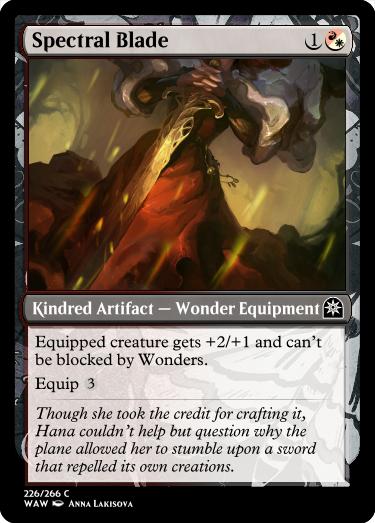 Spectral Blade 1
Kindred Artifact — Wonder Equipment
Equipped creature gets +2/+1 and can't
be blocked by Wonders.
Equip 3
Though she took the credit for crafting it,
Hana couldn't help but question why the
plane allowed her to stumble upon a sword
that repelled its own creations.
226/266 C
WAW Anna Lakisova